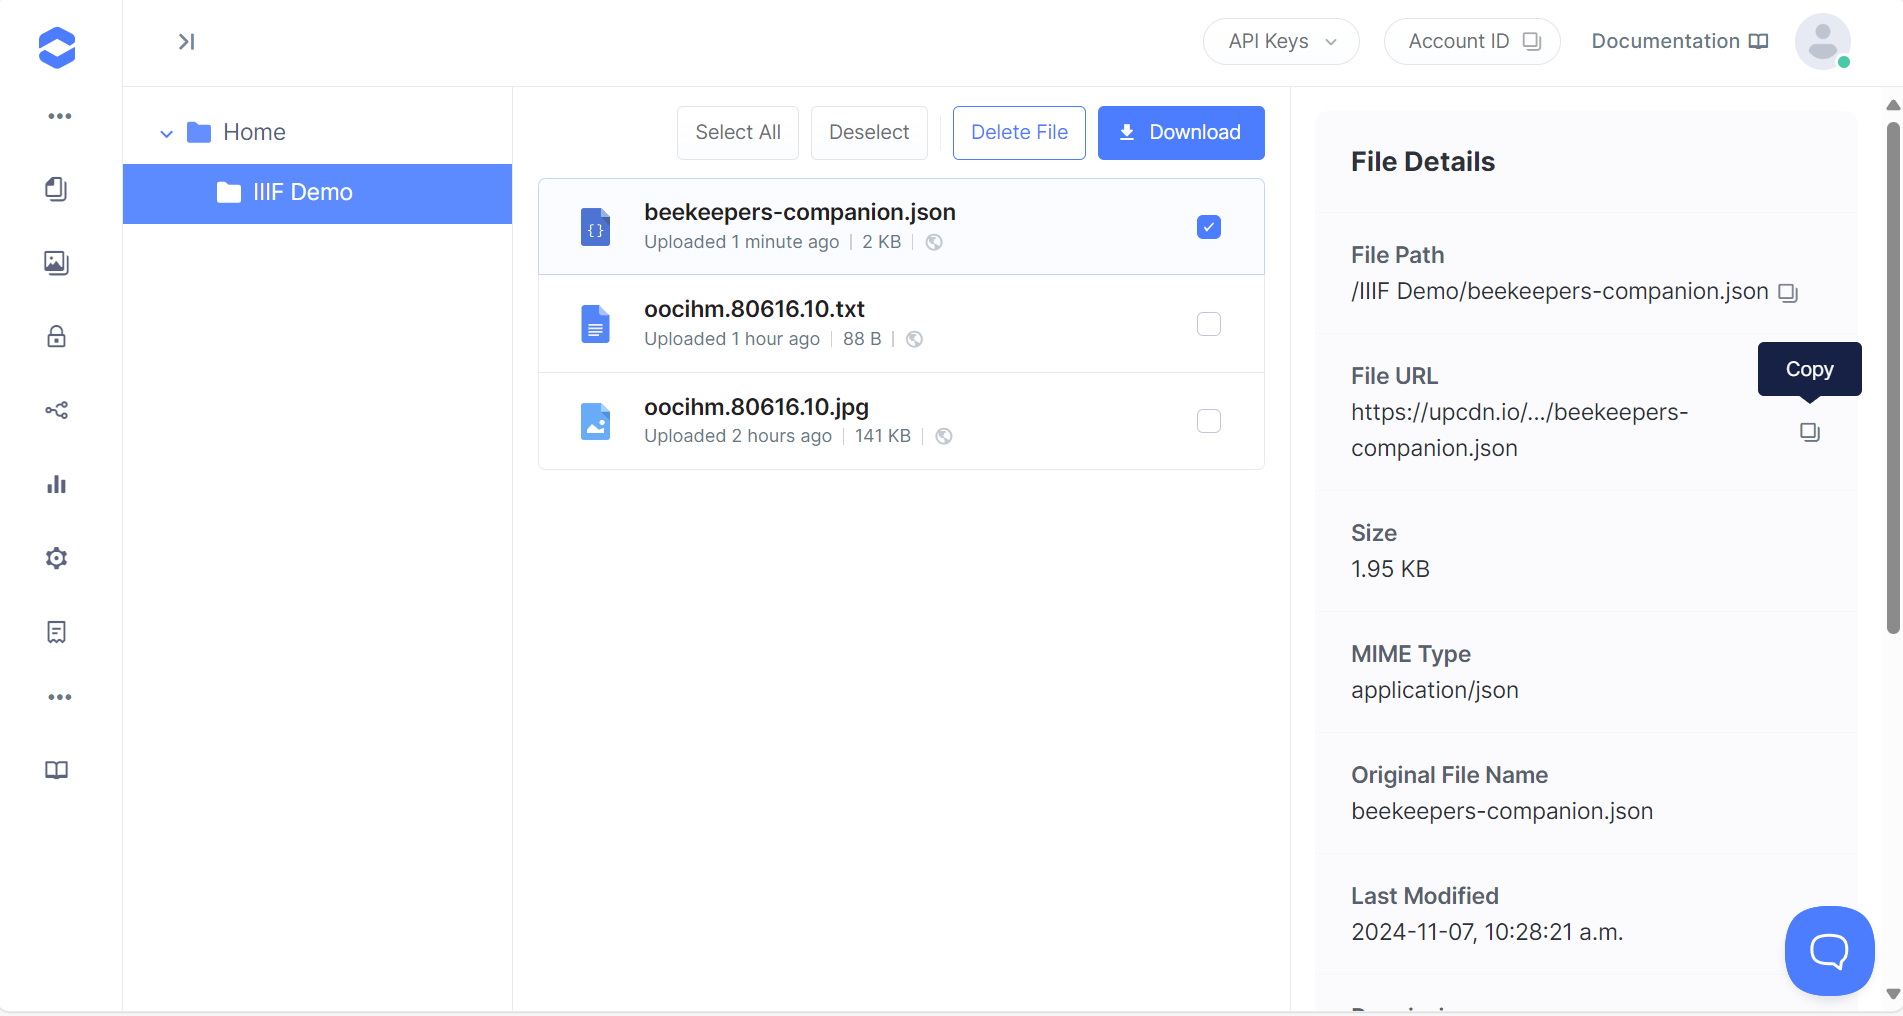 API Keys
Account ID
Documentation
Home
IIIF Demo
Select All
Deselect
Delete File
Download
beekeepers-companion.json
Uploaded 1 minute ago | 2 KB |
oocihm.80616.10.txt
Uploaded 1 hour ago | 88 B |
oocihm.80616.10.jpg
Uploaded 2 hours ago | 141 KB |
File Details
File Path
/IIIF Demo/beekeepers-companion.json
Copy
File URL
https://upcdn.io/.../beekeepers-
companion.json
Size
1.95 KB
MIME Type
application/json
Original File Name
beekeepers-companion.json
Last Modified
2024-11-07, 10:28:21 a.m.